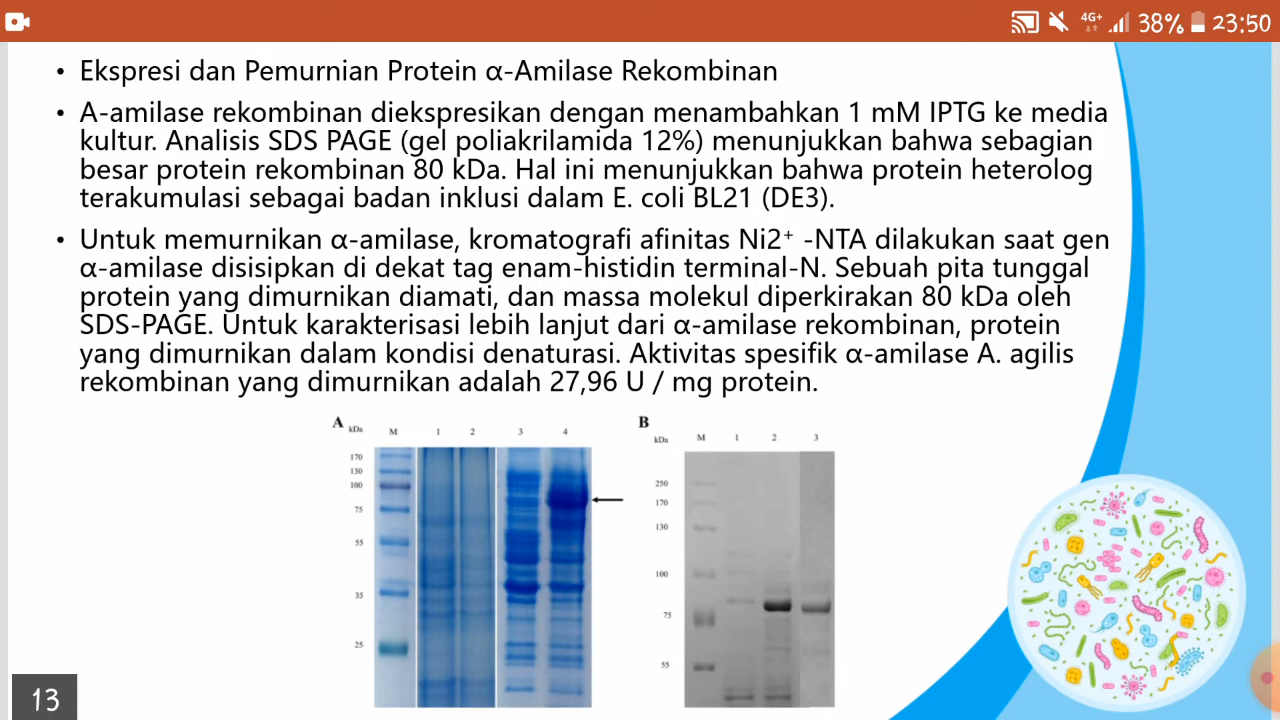 4G+ 38% 23:50
• Ekspresi dan Pemurnian Protein α-Amilase Rekombinan
• A-amilase rekombinan diekspresikan dengan menambahkan 1 mM IPTG ke media
kultur. Analisis SDS PAGE (gel poliakrilamida 12%) menunjukkan bahwa sebagian
besar protein rekombinan 80 kDa. Hal ini menunjukkan bahwa protein heterolog
terakumulasi sebagai badan inklusi dalam E. coli BL21 (DE3).
• Untuk memurnikan α-amilase, kromatografi afinitas Ni2⁺ -NTA dilakukan saat gen
α-amilase disisipkan di dekat tag enam-histidin terminal-N. Sebuah pita tunggal
protein yang dimurnikan diamati, dan massa molekul diperkirakan 80 kDa oleh
SDS-PAGE. Untuk karakterisasi lebih lanjut dari α-amilase rekombinan, protein
yang dimurnikan dalam kondisi denaturasi. Aktivitas spesifik α-amilase A. agilis
rekombinan yang dimurnikan adalah 27,96 U / mg protein.
A kDa M 1 2 3 4
170
130
100
75
55
35
25
B
kDa M 1 2 3
250
170
130
100
75
55
13